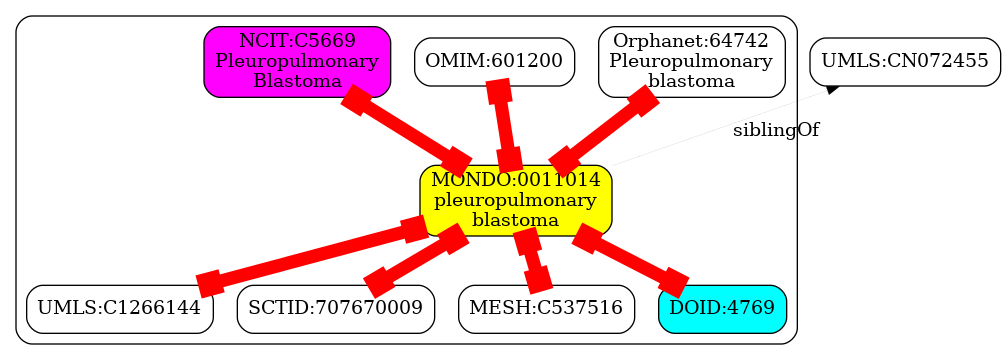 NCIT:C5669
Pleuropulmonary
Blastoma
OMIM:601200
Orphanet:64742
Pleuropulmonary
blastoma
UMLS:CN072455
siblingOf
MONDO:0011014
pleuropulmonary
blastoma
UMLS:C1266144
SCTID:707670009
MESH:C537516
DOID:4769